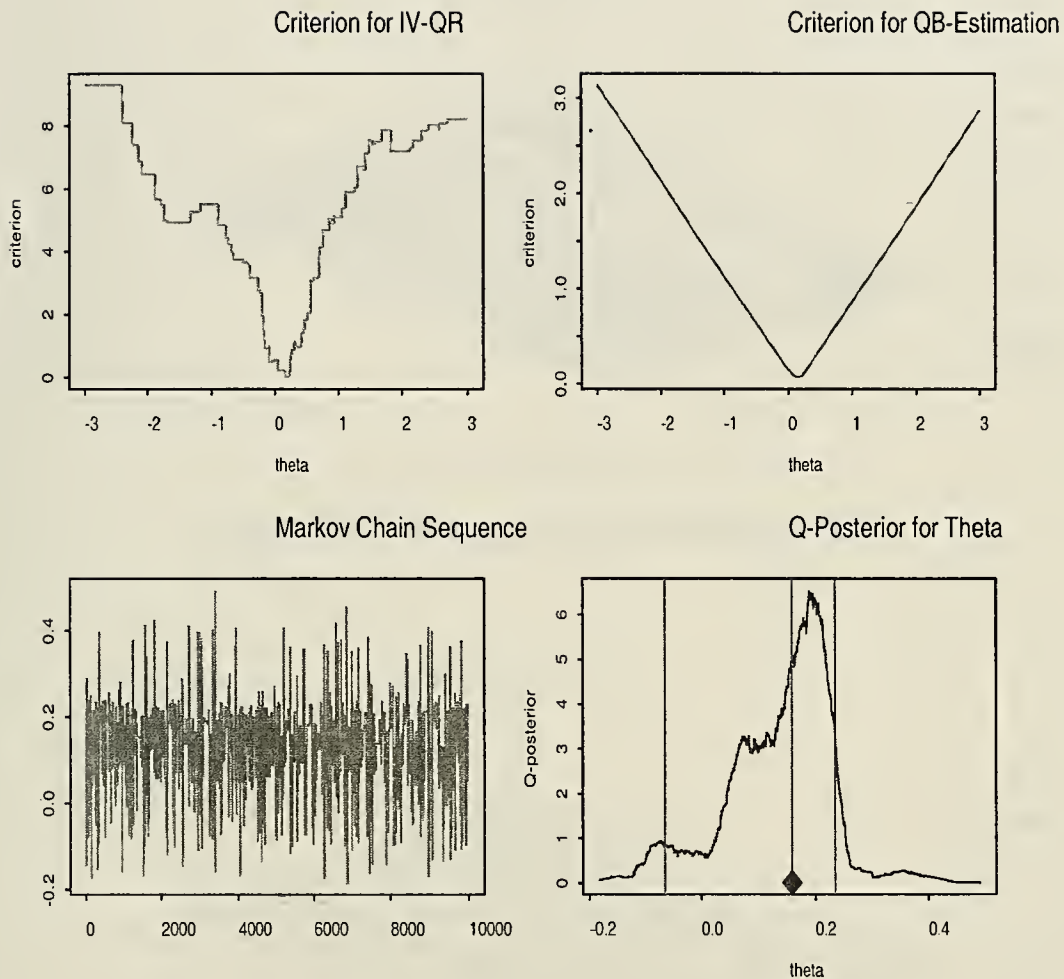 Criterion for IV-QR
criterion
8
6
4
2
0
-3 -2 -1 0 1 2 3
theta
Criterion for QB-Estimation
criterion
3.0
2.0
1.0
0.0
-3 -2 -1 0 1 2 3
theta
Markov Chain Sequence
0.4
0.2
0.0
-0.2
0 2000 4000 6000 8000 10000
Q-Posterior for Theta
Q-posterior
6
5
4
3
2
1
0
-0.2 0.0 0.2 0.4
theta